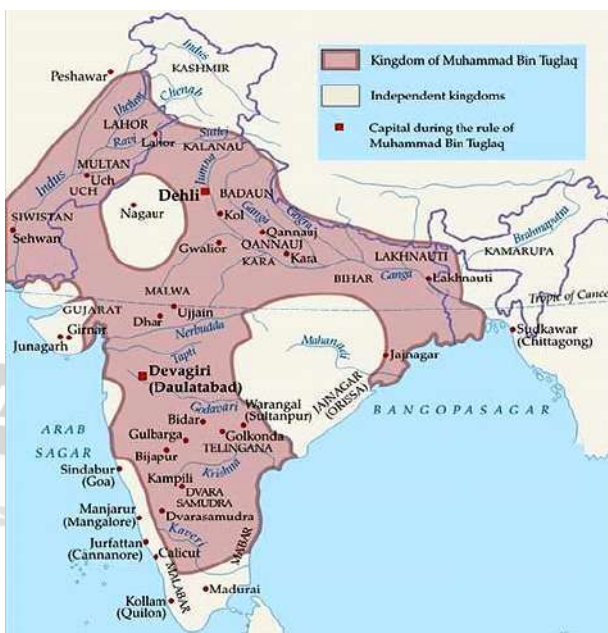 Kingdom of Muhammad Bin Tuglaq
Independent kingdoms
Capital during the rule of
Muhammad Bin Tuglaq
Indus
KASHMIR
Peshawar
Chenab
Jhelum
LAHOR
Ravi
Lahor
Sutlej
KALANAU
MULTAN
Uch
UCH
Indus
Dehli
Jumna
BADAUN
SIWISTAN
Nagaur
Kol
Ganga
Gogra
Sehwan
Qannauj
Gwalior
QANNAUJ
KARA
Kara
LAKHNAUTI
Brahmaputra
KAMARUPA
BIHAR
Ganga
Lakhnauti
MALWA
Tropic of Cance
GUJARAT
Ujjain
Dhar
Nerbudda
Girnar
Junagarh
Sudkawar
(Chittagong)
Tapti
Mahanadi
Jajnagar
Devagiri
(Daulatabad)
JAJNAGAR
(ORISSA)
Godavari
Warangal
(Sultanpur)
BANGOPASAGAR
ARAB
SAGAR
Bidar
Gulbarga
Golkonda
TELINGANA
Bijapur
Sindabur
(Goa)
Krishna
Kampili
DVARA
SAMUDRA
Manjarur
(Mangalore)
Dvarasamudra
Jurfattan
(Cannanore)
Kaveri
MABAR
Calicut
MALABAR
Madurai
Kollam
(Quilon)